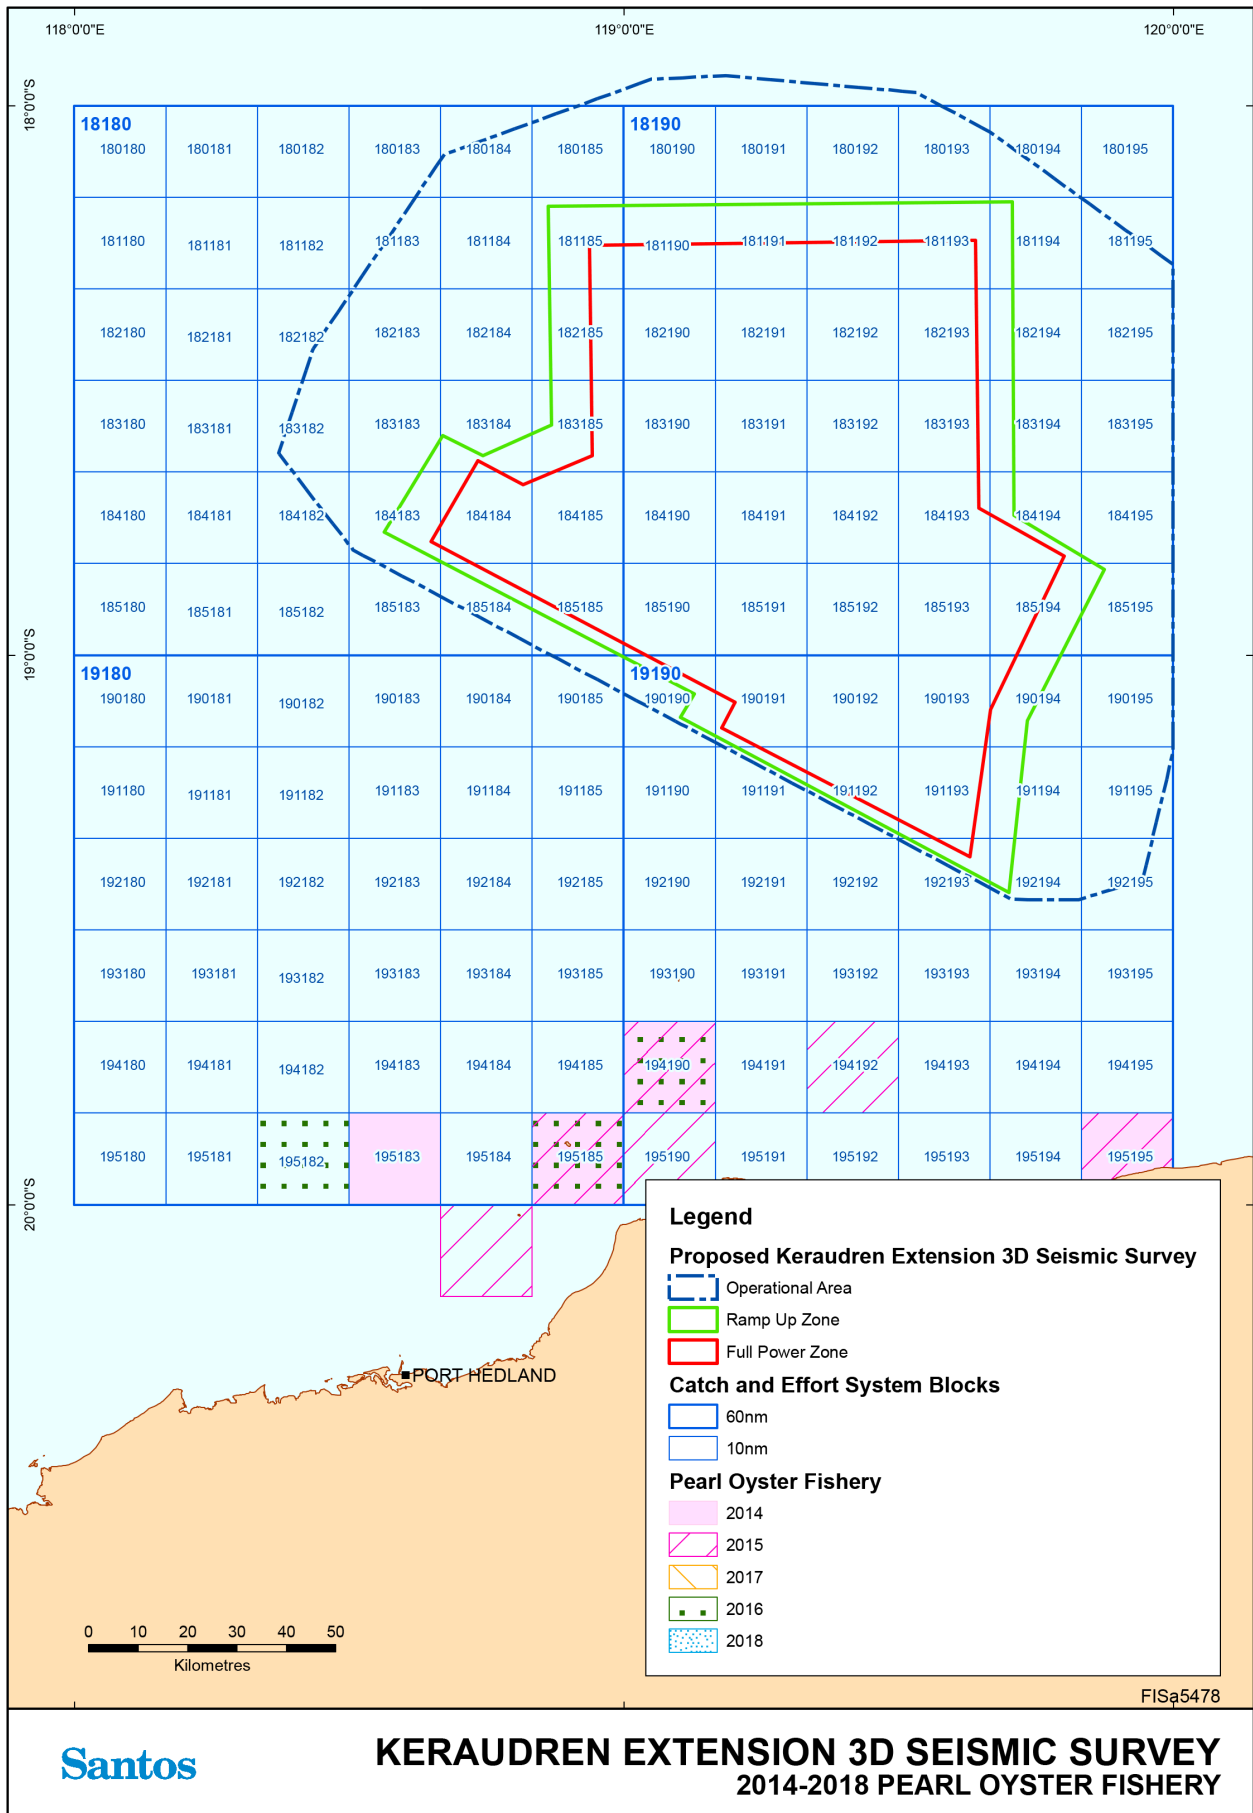 118°0'0"E 119°0'0"E 120°0'0"E
18°0'0"S
18180 18190
180180 180181 180182 180183 180184 180185 180190 180191 180192 180193 180194 180195
181180 181181 181182 181183 181184 181185 181190 181191 181192 181193 181194 181195
182180 182181 182182 182183 182184 182185 182190 182191 182192 182193 182194 182195
183180 183181 183182 183183 183184 183185 183190 183191 183192 183193 183194 183195
184180 184181 184182 184183 184184 184185 184190 184191 184192 184193 184194 184195
185180 185181 185182 185183 185184 185185 185190 185191 185192 185193 185194 185195
19°0'0"S
19180 19190
190180 190181 190182 190183 190184 190185 190190 190191 190192 190193 190194 190195
191180 191181 191182 191183 191184 191185 191190 191191 191192 191193 191194 191195
192180 192181 192182 192183 192184 192185 192190 192191 192192 192193 192194 192195
193180 193181 193182 193183 193184 193185 193190 193191 193192 193193 193194 193195
194180 194181 194182 194183 194184 194185 194190 194191 194192 194193 194194 194195
195180 195181 195182 195183 195184 195185 195190 195191 195192 195193 195194 195195
20°0'0"S
PORT HEDLAND
Legend
Proposed Keraudren Extension 3D Seismic Survey
Operational Area
Ramp Up Zone
Full Power Zone
Catch and Effort System Blocks
60nm
10nm
Pearl Oyster Fishery
2014
2015
2017
2016
2018
0 10 20 30 40 50
Kilometres
FISa5478
Santos
KERAUDREN EXTENSION 3D SEISMIC SURVEY
2014-2018 PEARL OYSTER FISHERY